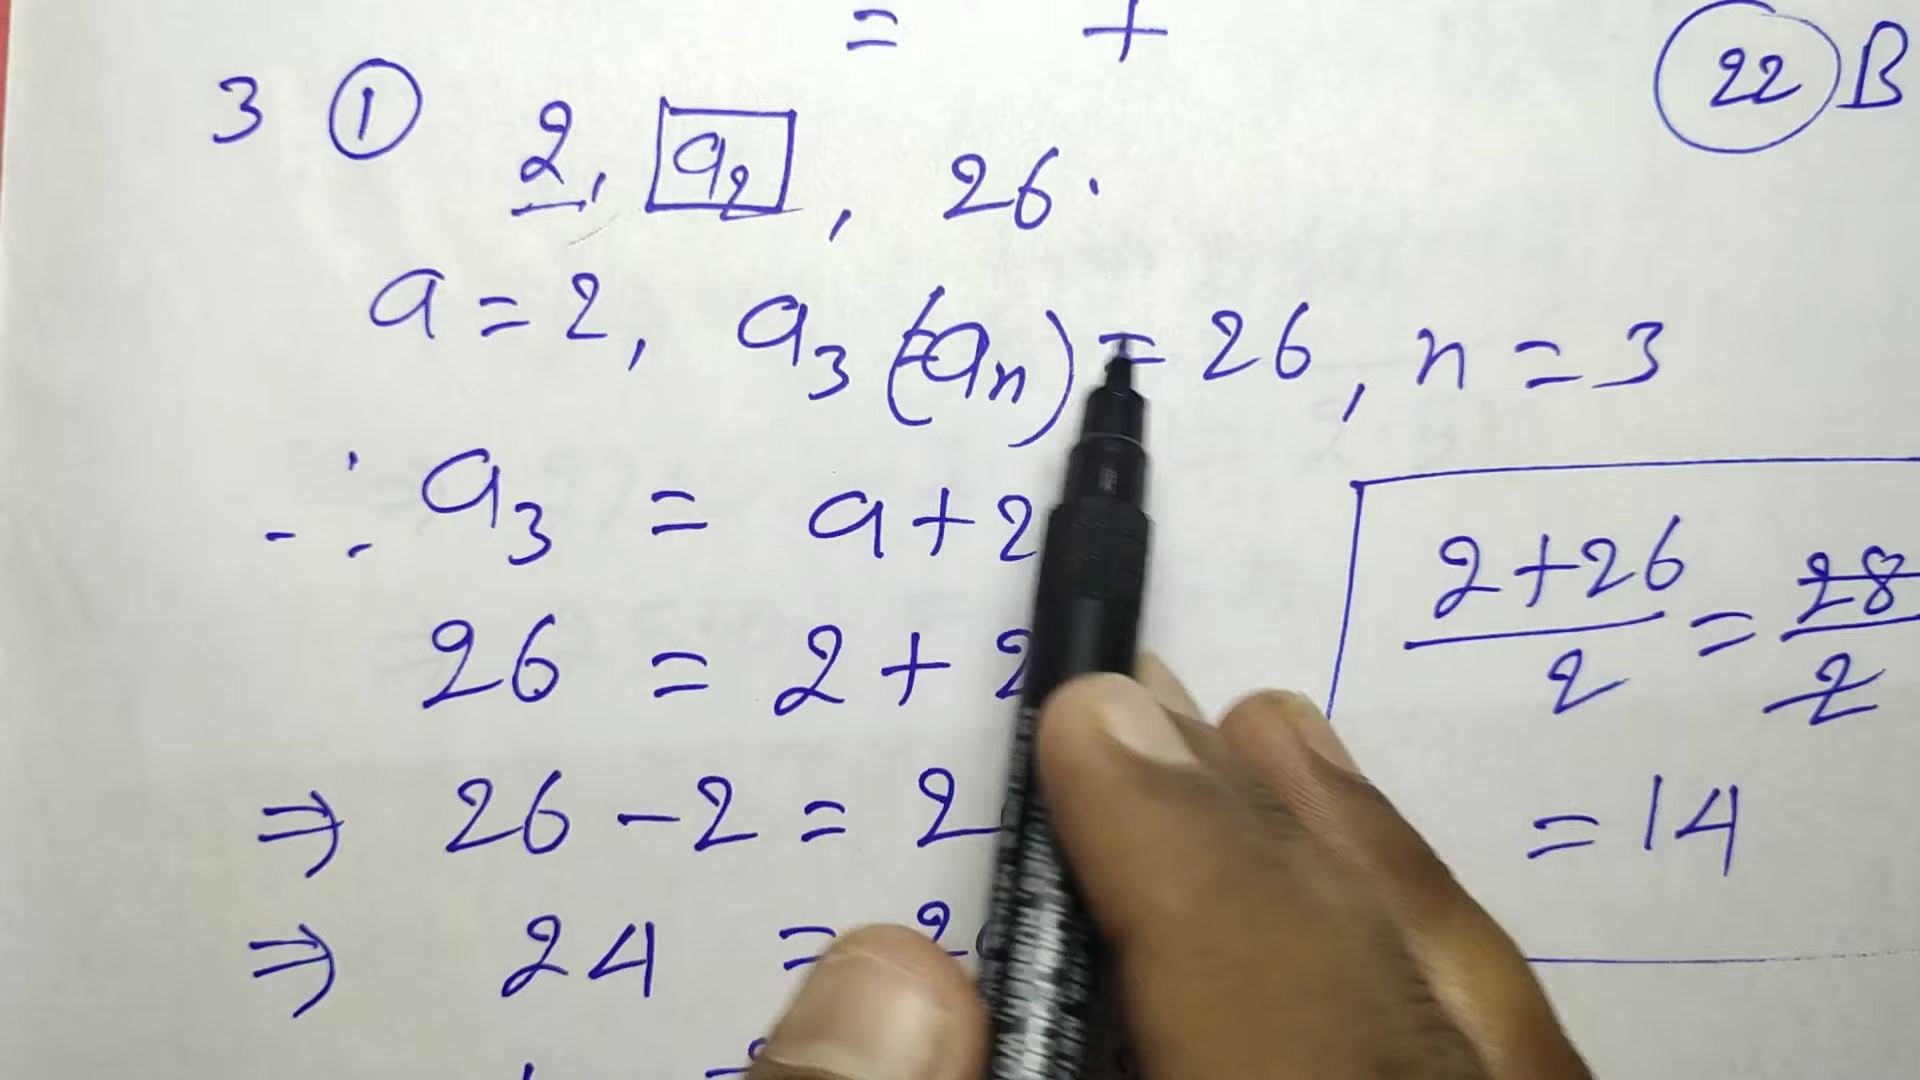 = +
22 B
3 ① 2, a₂, 26.
a = 2, a₃ (=aₙ) = 26, n = 3
∴ a₃ = a + 2
26 = 2 + 2
⇒ 26 - 2 = 2
⇒ 24 = 2
2+26/2 = 28/2
= 14